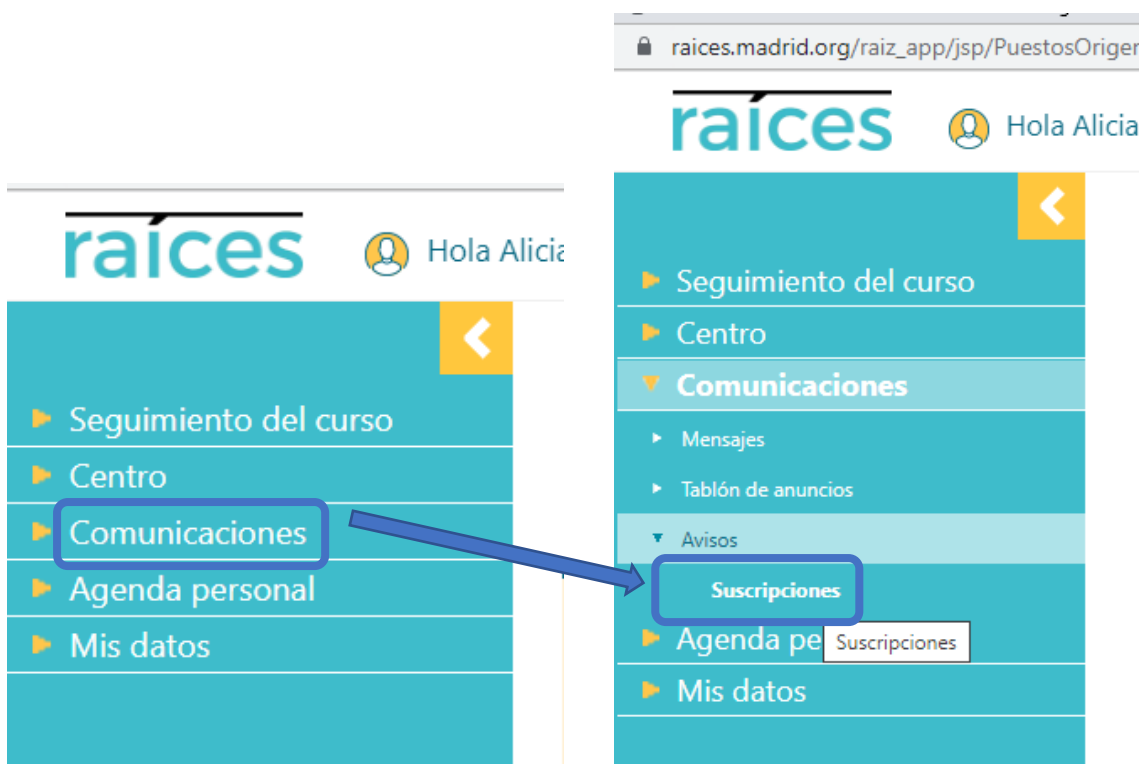 raíces
Hola Alicia
Seguimiento del curso
Centro
Comunicaciones
Agenda personal
Mis datos
raices.madrid.org/raiz_app/jsp/PuestosOriger
raíces
Hola Alicia
Seguimiento del curso
Centro
Comunicaciones
Mensajes
Tablón de anuncios
Avisos
Suscripciones
Agenda pe
Suscripciones
Mis datos